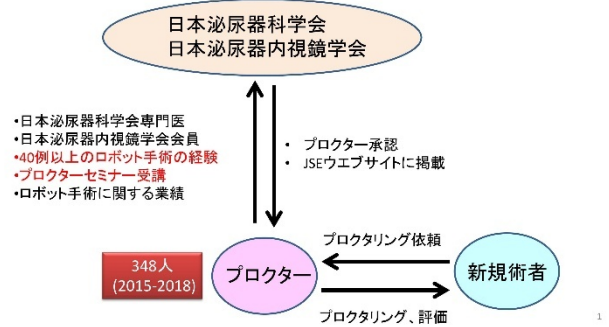 日本泌尿器科学会
日本泌尿器内視鏡学会
•日本泌尿器科学会専門医
•日本泌尿器内視鏡学会会員
•40例以上のロボット手術の経験
•プロクターセミナー受講
•ロボット手術に関する業績
• プロクター承認
• JSEウエブサイトに掲載
348人
(2015-2018)
プロクター
プロクタリング依頼
新規術者
プロクタリング、評価
1